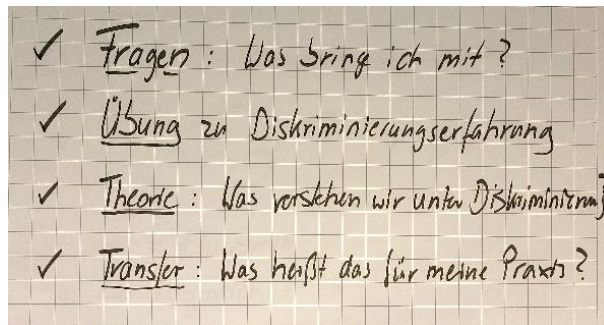 ✓ Fragen : Was bring ich mit ?
✓ Übung zu Diskriminierungserfahrung
✓ Theorie : Was verstehen wir unter Diskriminierung
✓ Transfer : Was heißt das für meine Praxis ?